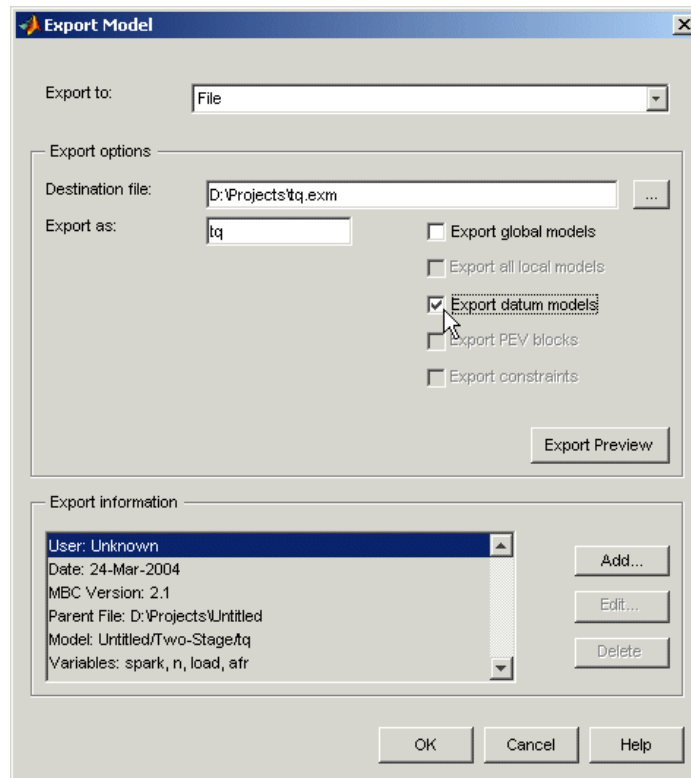 Export Model
Export to:
File
Export options
Destination file:
D:\Projects\tq.exm
...
Export as:
tq
Export global models
Export all local models
Export datum models
Export PEV blocks
Export constraints
Export Preview
Export information
User: Unknown
Date: 24-Mar-2004
MBC Version: 2.1
Parent File: D:\Projects\Untitled
Model: Untitled/Two-Stage/tq
Variables: spark, n, load, afr
Add...
Edit...
Delete
OK
Cancel
Help